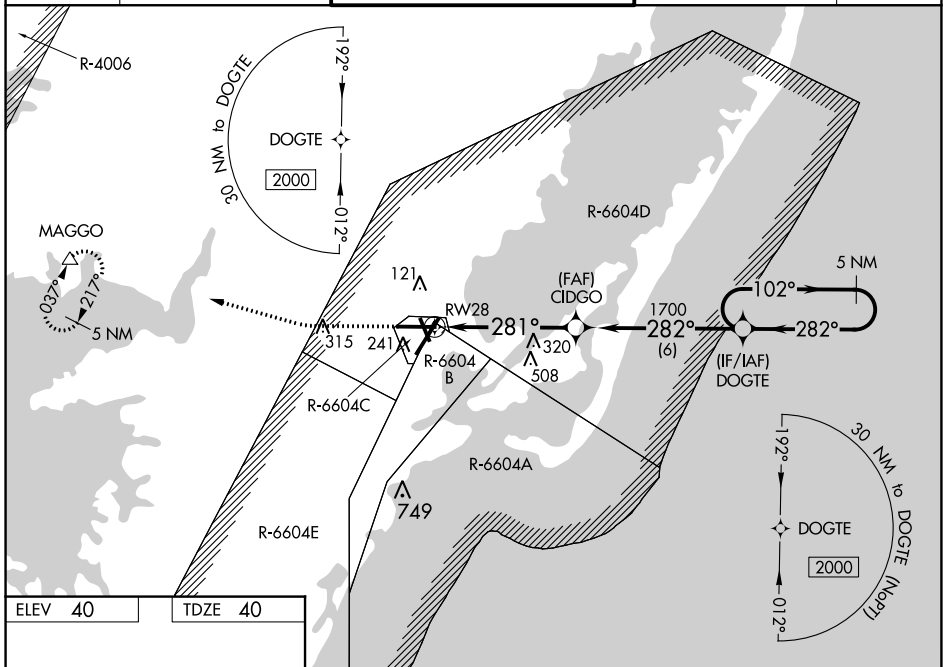 R-4006
192°
30 NM to DOGTE
DOGTE
2000
012°
R-6604D
MAGGO
037°
217°
5 NM
121
(FAF)
CIDGO
5 NM
102°
RW28
281°
1700
282°
(6)
282°
315
241
R-6604
B
320
508
(IF/IAF)
DOGTE
R-6604C
R-6604A
749
R-6604E
192°
30 NM to DOGTE (NoPT)
DOGTE
2000
012°
ELEV 40
TDZE 40